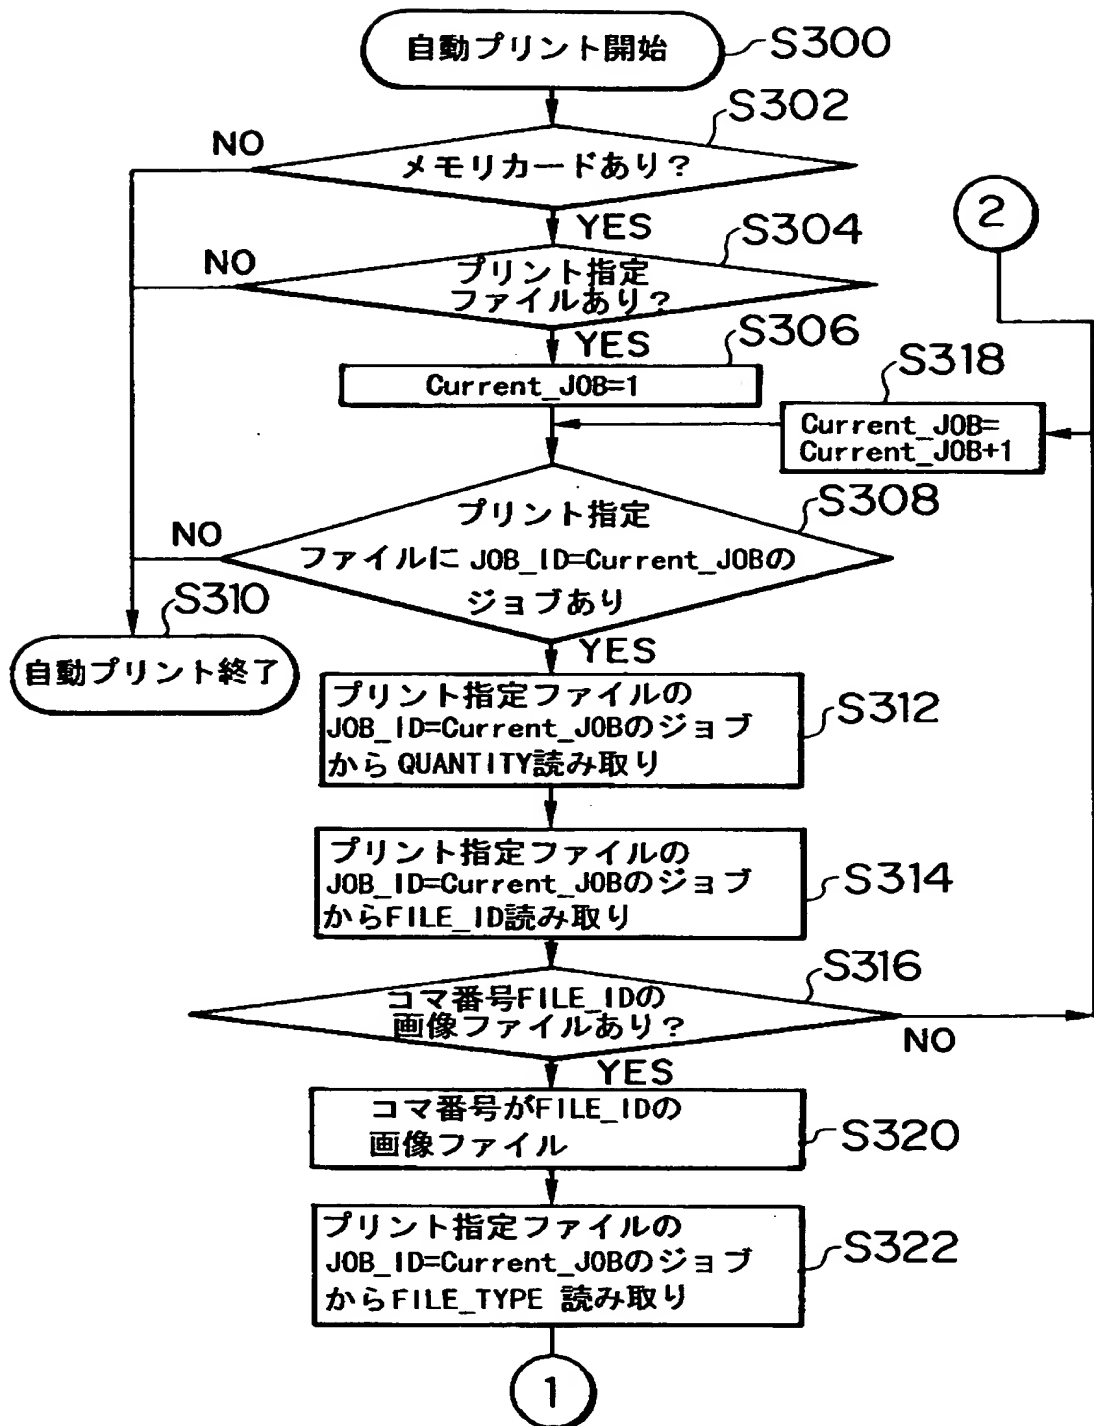 自動プリント開始
S300
S302
NO
メモリカードあり?
YES
S304
NO
プリント指定
ファイルあり?
2
YES
S306
Current_JOB=1
S318
Current_JOB=
Current_JOB+1
S308
プリント指定
NO
ファイルに JOB_ID=Current_JOBの
ジョブあり
S310
YES
自動プリント終了
プリント指定ファイルの
JOB_ID=Current_JOBのジョブ
から QUANTITY読み取り
S312
プリント指定ファイルの
JOB_ID=Current_JOBのジョブ
からFILE_ID読み取り
S314
S316
コマ番号FILE_IDの
画像ファイルあり?
NO
YES
コマ番号がFILE_IDの
画像ファイル
S320
プリント指定ファイルの
JOB_ID=Current_JOBのジョブ
からFILE_TYPE 読み取り
S322
1